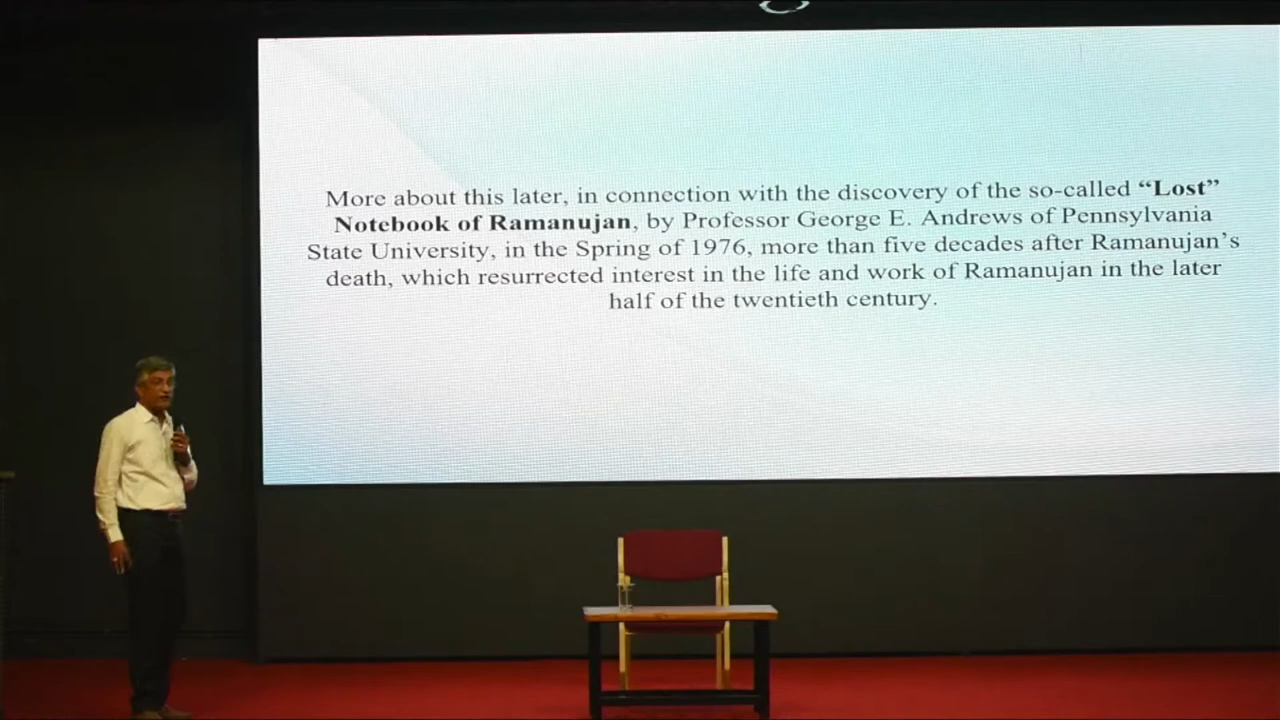 More about this later, in connection with the discovery of the so-called “Lost”
Notebook of Ramanujan, by Professor George E. Andrews of Pennsylvania
State University, in the Spring of 1976, more than five decades after Ramanujan’s
death, which resurrected interest in the life and work of Ramanujan in the later
half of the twentieth century.